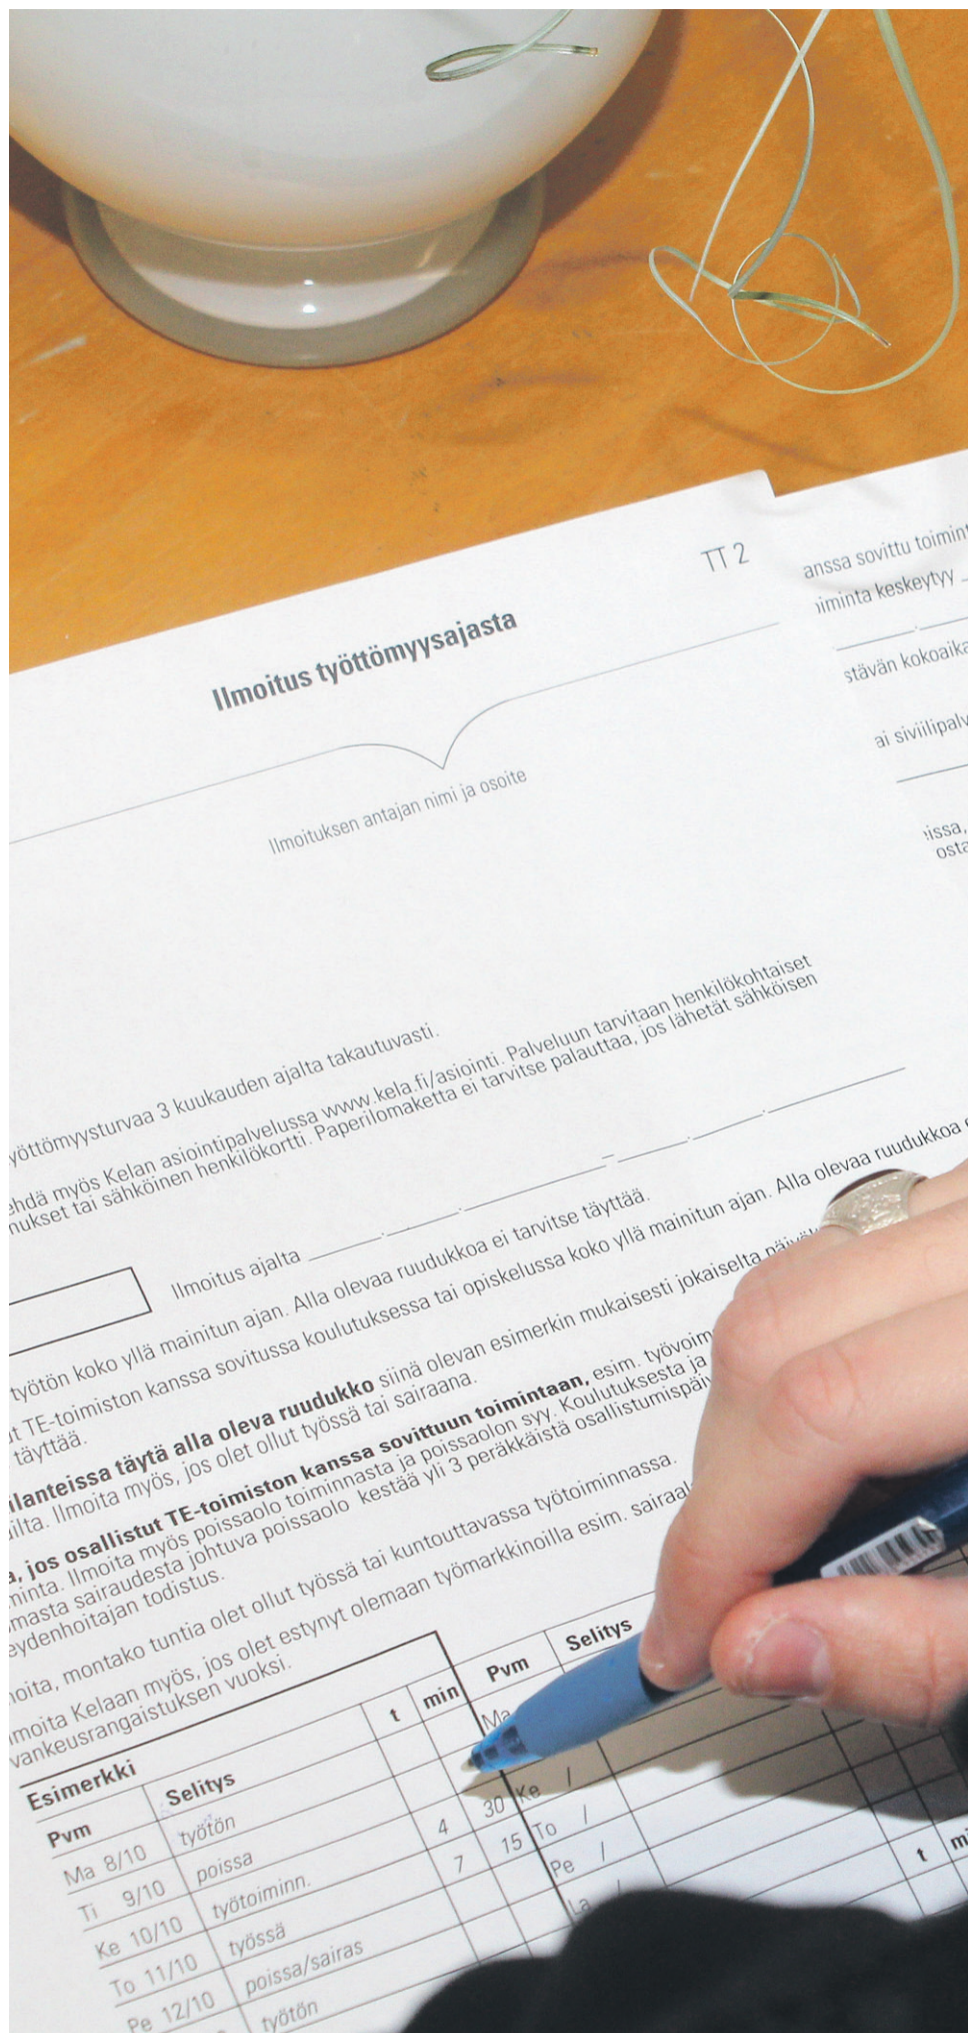 TT 2
Ilmoitus työttömyysajasta
Ilmoituksen antajan nimi ja osoite
anssa sovittu
keskeytyy
stävän
ai
issa,
yöttömyysturvaa 3 kuukauden ajalta takautuvasti.
ehdä myös Kelan asiointipalvelussa www.kela.fi/asiointi. Palveluun tarvitaan henkilökohtaiset
nukset tai sähköinen henkilökortti. Paperilomaketta ei tarvitse palauttaa, jos lähetät sähköisen
Ilmoitus ajalta
työtön koko yllä mainitun ajan. Alla olevaa ruudukkoa ei tarvitse täyttää.
t TE-toimiston kanssa sovitussa koulutuksessa tai opiskelussa koko yllä mainitun ajan. Alla olevaa ruudukkoa e
täyttää.
ilanteissa täytä alla oleva ruudukko siinä olevan esimerkin mukaisesti jokaiselta
ilta. Ilmoita myös, jos olet ollut työssä tai sairaana.
a, jos osallistut TE-toimiston kanssa sovittuun toimintaan, esim. työvoim
minta. Ilmoita myös poissaolo toiminnasta ja poissaolon syy. Koulutuksesta ja
masta sairaudesta johtuva poissaolo kestää yli 3 peräkkäistä osallistumispäiv
eydenhoitajan todistus.
noita, montako tuntia olet ollut työssä tai kuntouttavassa työtoiminnassa.
lmoita Kelaan myös, jos olet estynyt olemaan työmarkkinoilla esim. sairaal
vankeusrangaistuksen vuoksi.
Esimerkki
Pvm Selitys t min Pvm Selitys
Ma 8/10 työtön Ma
Ti 9/10 poissa
Ke 10/10 työtoiminn. 4 30 Ke /
To 11/10 työssä 7 15 To /
Pe 12/10 poissa/sairas Pe /
työtön La /
t mi